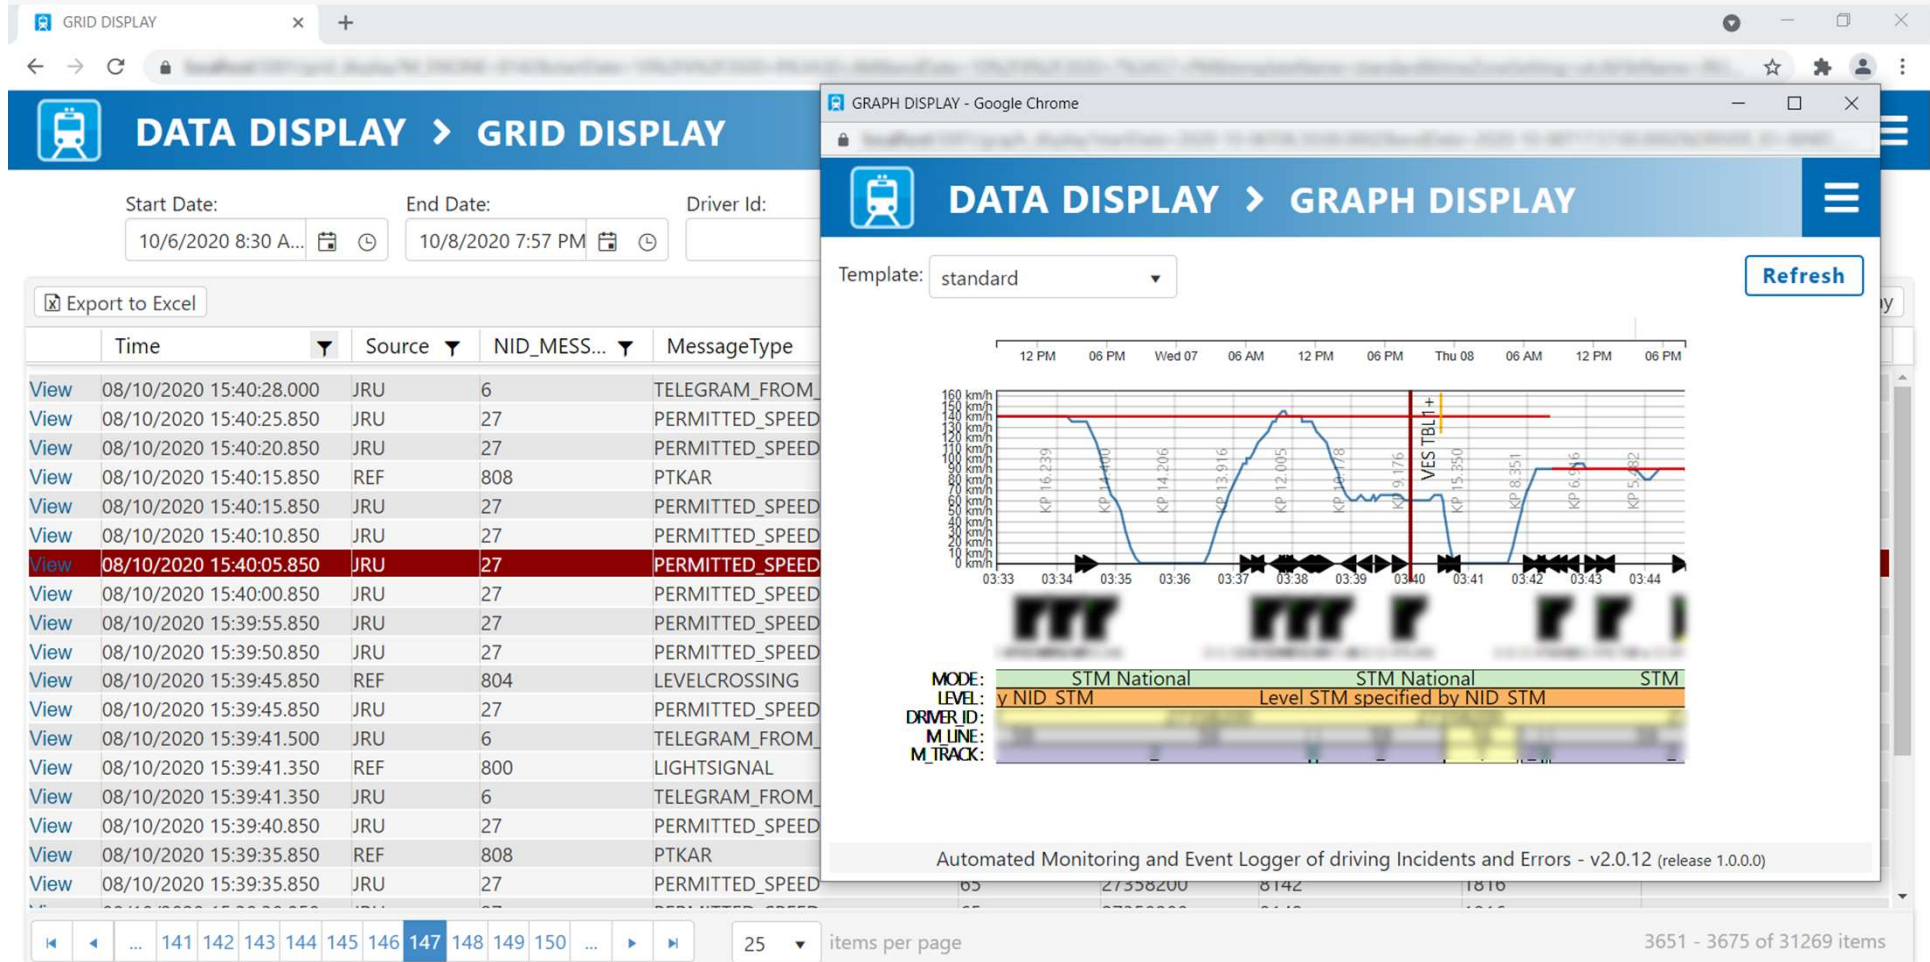 GRID DISPLAY
DATA DISPLAY > GRID DISPLAY
Start Date:
End Date:
Driver Id:
10/6/2020 8:30 A...
10/8/2020 7:57 PM
Export to Excel
Time
Source
NID_MESS...
MessageType
View 08/10/2020 15:40:28.000 JRU 6 TELEGRAM_FROM_
View 08/10/2020 15:40:25.850 JRU 27 PERMITTED_SPEED
View 08/10/2020 15:40:20.850 JRU 27 PERMITTED_SPEED
View 08/10/2020 15:40:15.850 REF 808 PTKAR
View 08/10/2020 15:40:15.850 JRU 27 PERMITTED_SPEED
View 08/10/2020 15:40:10.850 JRU 27 PERMITTED_SPEED
View 08/10/2020 15:40:05.850 JRU 27 PERMITTED_SPEED
View 08/10/2020 15:40:00.850 JRU 27 PERMITTED_SPEED
View 08/10/2020 15:39:55.850 JRU 27 PERMITTED_SPEED
View 08/10/2020 15:39:50.850 JRU 27 PERMITTED_SPEED
View 08/10/2020 15:39:45.850 REF 804 LEVELCROSSING
View 08/10/2020 15:39:45.850 JRU 27 PERMITTED_SPEED
View 08/10/2020 15:39:41.500 JRU 6 TELEGRAM_FROM_
View 08/10/2020 15:39:41.350 REF 800 LIGHTSIGNAL
View 08/10/2020 15:39:41.350 JRU 6 TELEGRAM_FROM_
View 08/10/2020 15:39:40.850 JRU 27 PERMITTED_SPEED
View 08/10/2020 15:39:35.850 REF 808 PTKAR
View 08/10/2020 15:39:35.850 JRU 27 PERMITTED_SPEED 65 27358200 8142 1816
... 141 142 143 144 145 146 147 148 149 150 ...
25 items per page
3651 - 3675 of 31269 items
GRAPH DISPLAY - Google Chrome
DATA DISPLAY > GRAPH DISPLAY
Template: standard
Refresh
12 PM 06 PM Wed 07 06 AM 12 PM 06 PM Thu 08 06 AM 12 PM 06 PM
160 km/h
150 km/h
140 km/h
130 km/h
120 km/h
110 km/h
100 km/h
90 km/h
80 km/h
70 km/h
60 km/h
50 km/h
40 km/h
30 km/h
20 km/h
10 km/h
0 km/h
KP 16.239
KP 14.400
KP 14.206
KP 13.916
KP 12.005
KP 10.178
KP 9.176
VES TBL1+
KP 15.350
KP 8.351
KP 6.916
KP 5.482
03:33 03:34 03:35 03:36 03:37 03:38 03:39 03:40 03:41 03:42 03:43 03:44
MODE: STM National STM National STM
LEVEL: y NID_STM Level STM specified by NID_STM
DRIVER_ID:
M_LINE:
M_TRACK:
Automated Monitoring and Event Logger of driving Incidents and Errors - v2.0.12 (release 1.0.0.0)